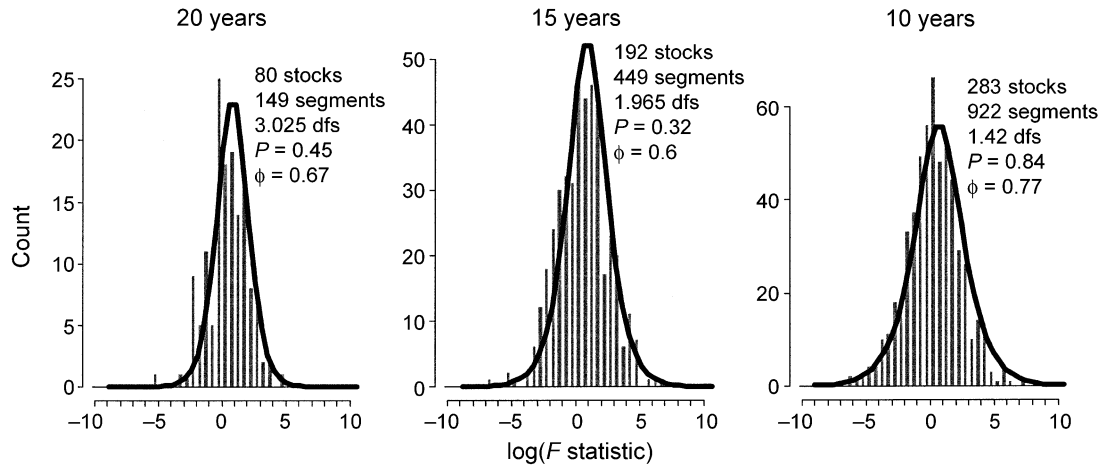 20 years
15 years
10 years
Count
25
20
15
10
5
0
80 stocks
149 segments
3.025 dfs
P = 0.45
ϕ = 0.67
–10
–5
0
5
10
50
40
30
20
10
0
192 stocks
449 segments
1.965 dfs
P = 0.32
ϕ = 0.6
–10
–5
0
5
10
60
40
20
0
283 stocks
922 segments
1.42 dfs
P = 0.84
ϕ = 0.77
–10
–5
0
5
10
log(F statistic)